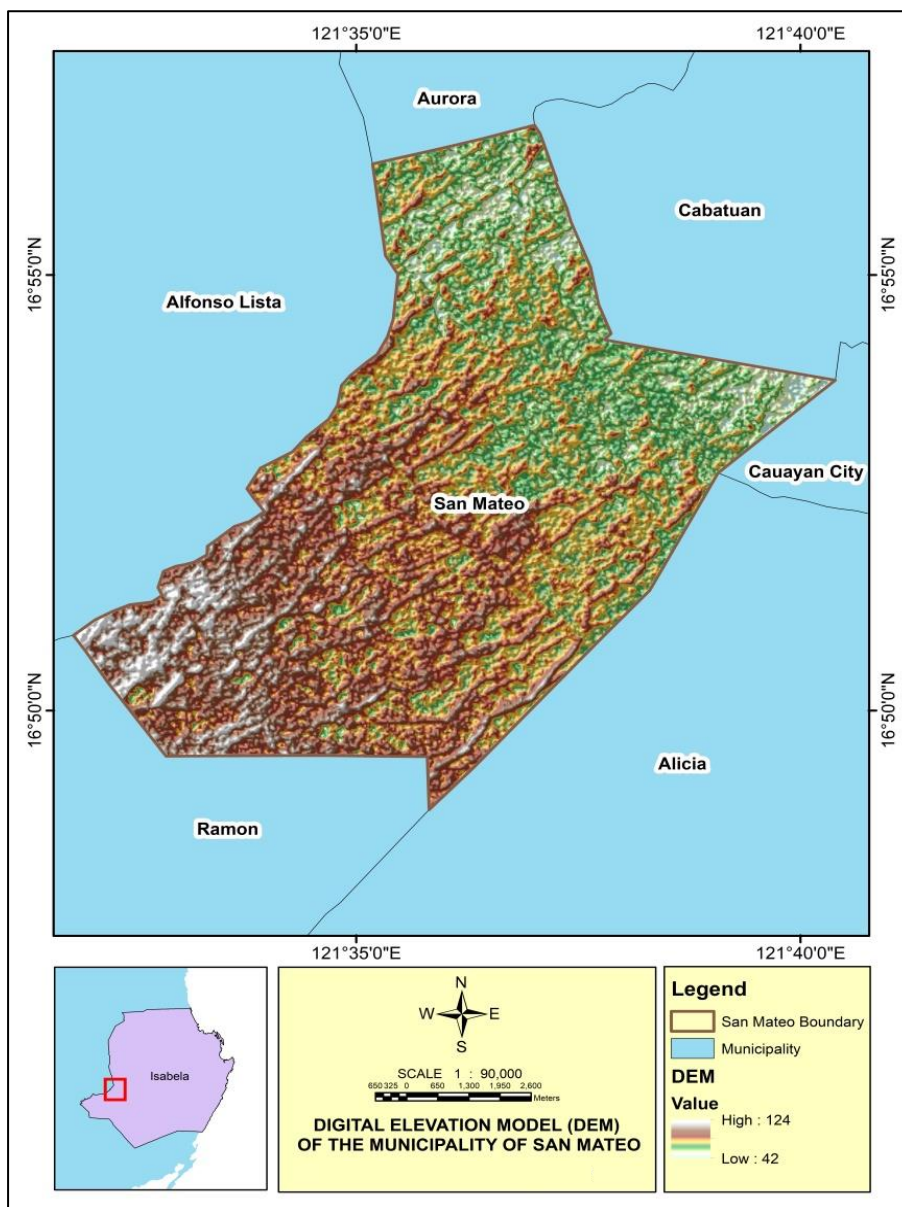 121°35'0"E
121°40'0"E
Aurora
Cabatuan
16°55'0"N
16°55'0"N
Alfonso Lista
Cauayan City
San Mateo
16°50'0"N
16°50'0"N
Alicia
Ramon
121°35'0"E
121°40'0"E
Isabela
N
W E
S
SCALE 1 : 90,000
650 325 0 650 1,300 1,950 2,600
Meters
DIGITAL ELEVATION MODEL (DEM)
OF THE MUNICIPALITY OF SAN MATEO
Legend
San Mateo Boundary
Municipality
DEM
Value
High : 124
Low : 42